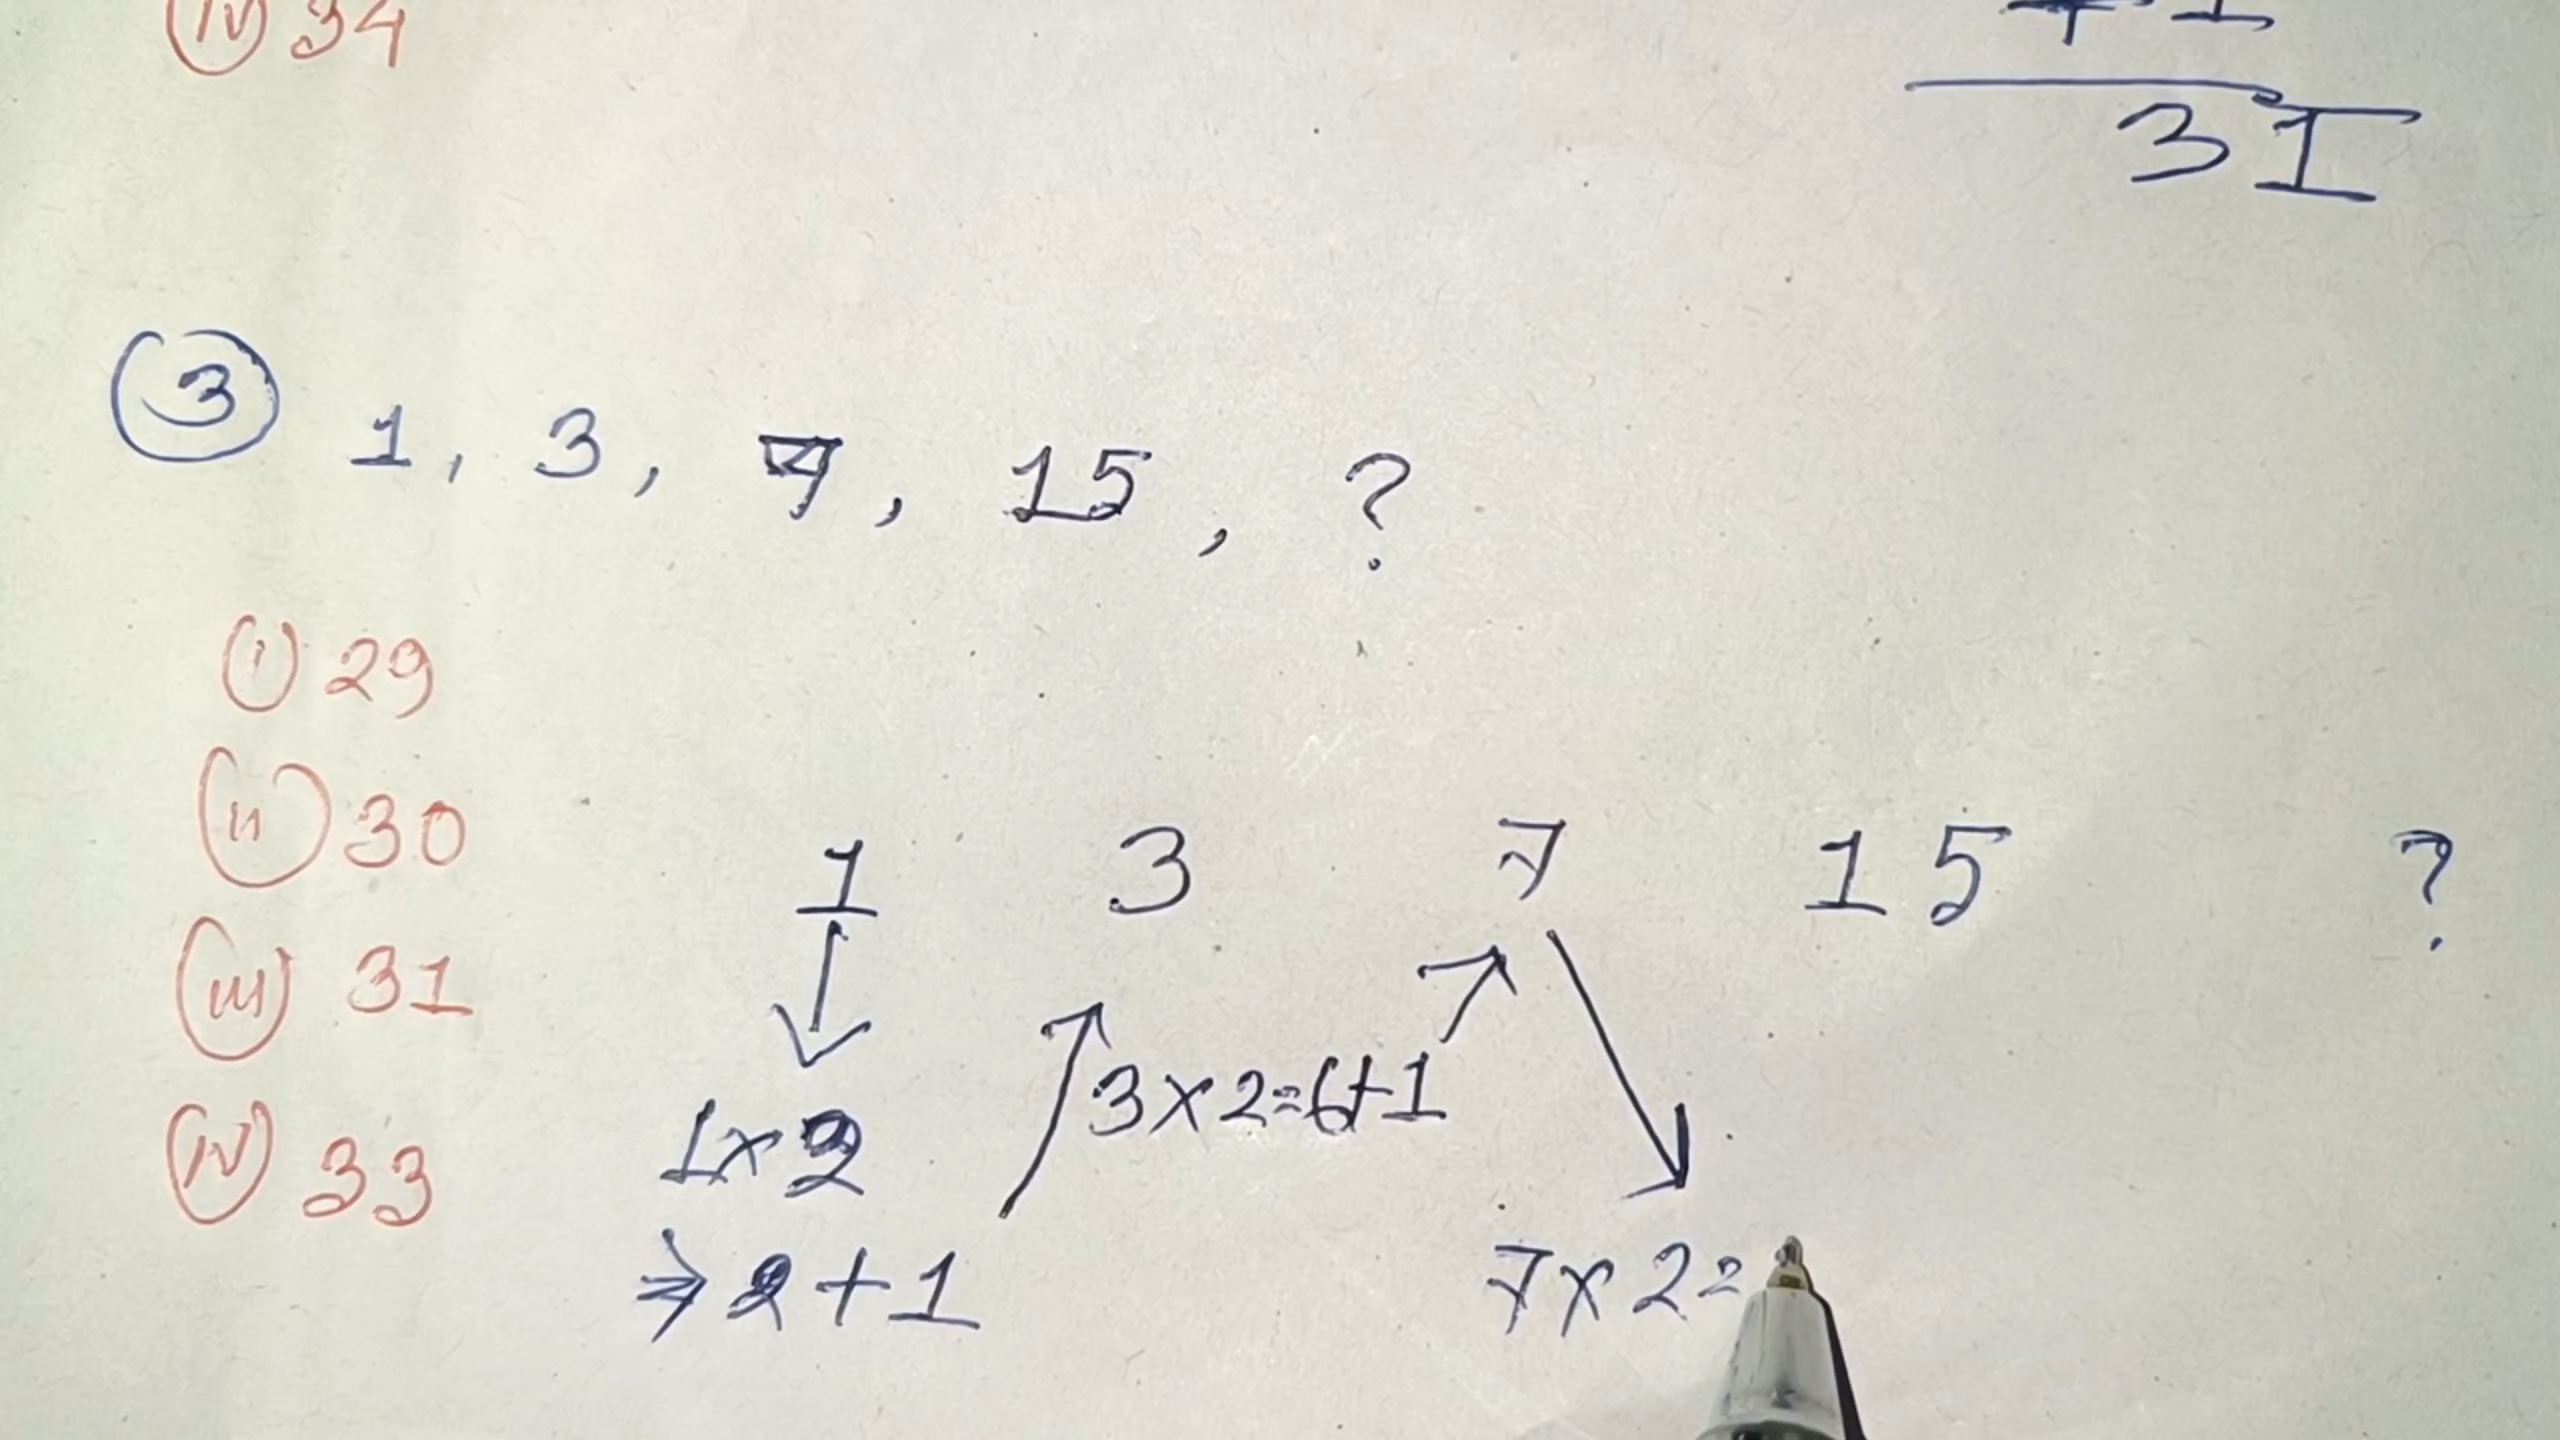 (iv) 34
31
(3) 1, 3, 7, 15, ?
(i) 29
(ii) 30
(iii) 31
(iv) 33
1 3 7 15 ?
3×2=6+1
1×2
⇒2+1
7×2=